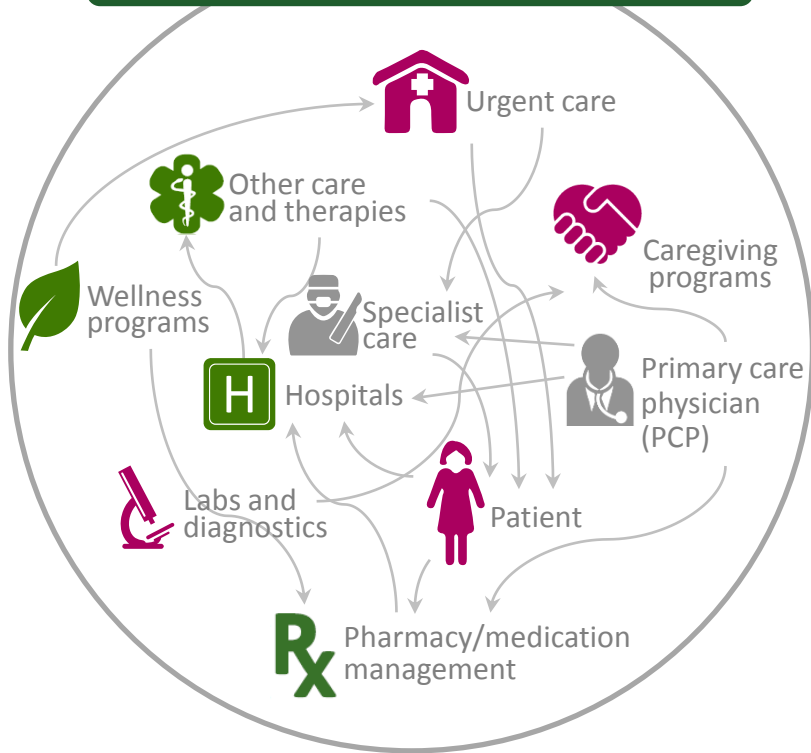 Urgent care
Other care
and therapies
Caregiving
programs
Wellness
programs
Specialist
care
Primary care
physician
(PCP)
H
Hospitals
Labs and
diagnostics
Patient
Rx
Pharmacy/medication
management